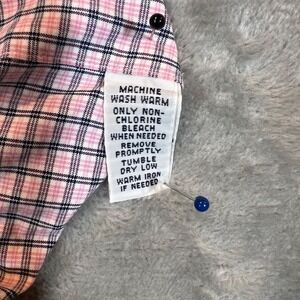 MACHINE
WASH WARM
ONLY NON-
CHLORINE
BLEACH
WHEN NEEDED
REMOVE
PROMPTLY
TUMBLE
DRY LOW
WARM IRON
IF NEEDED